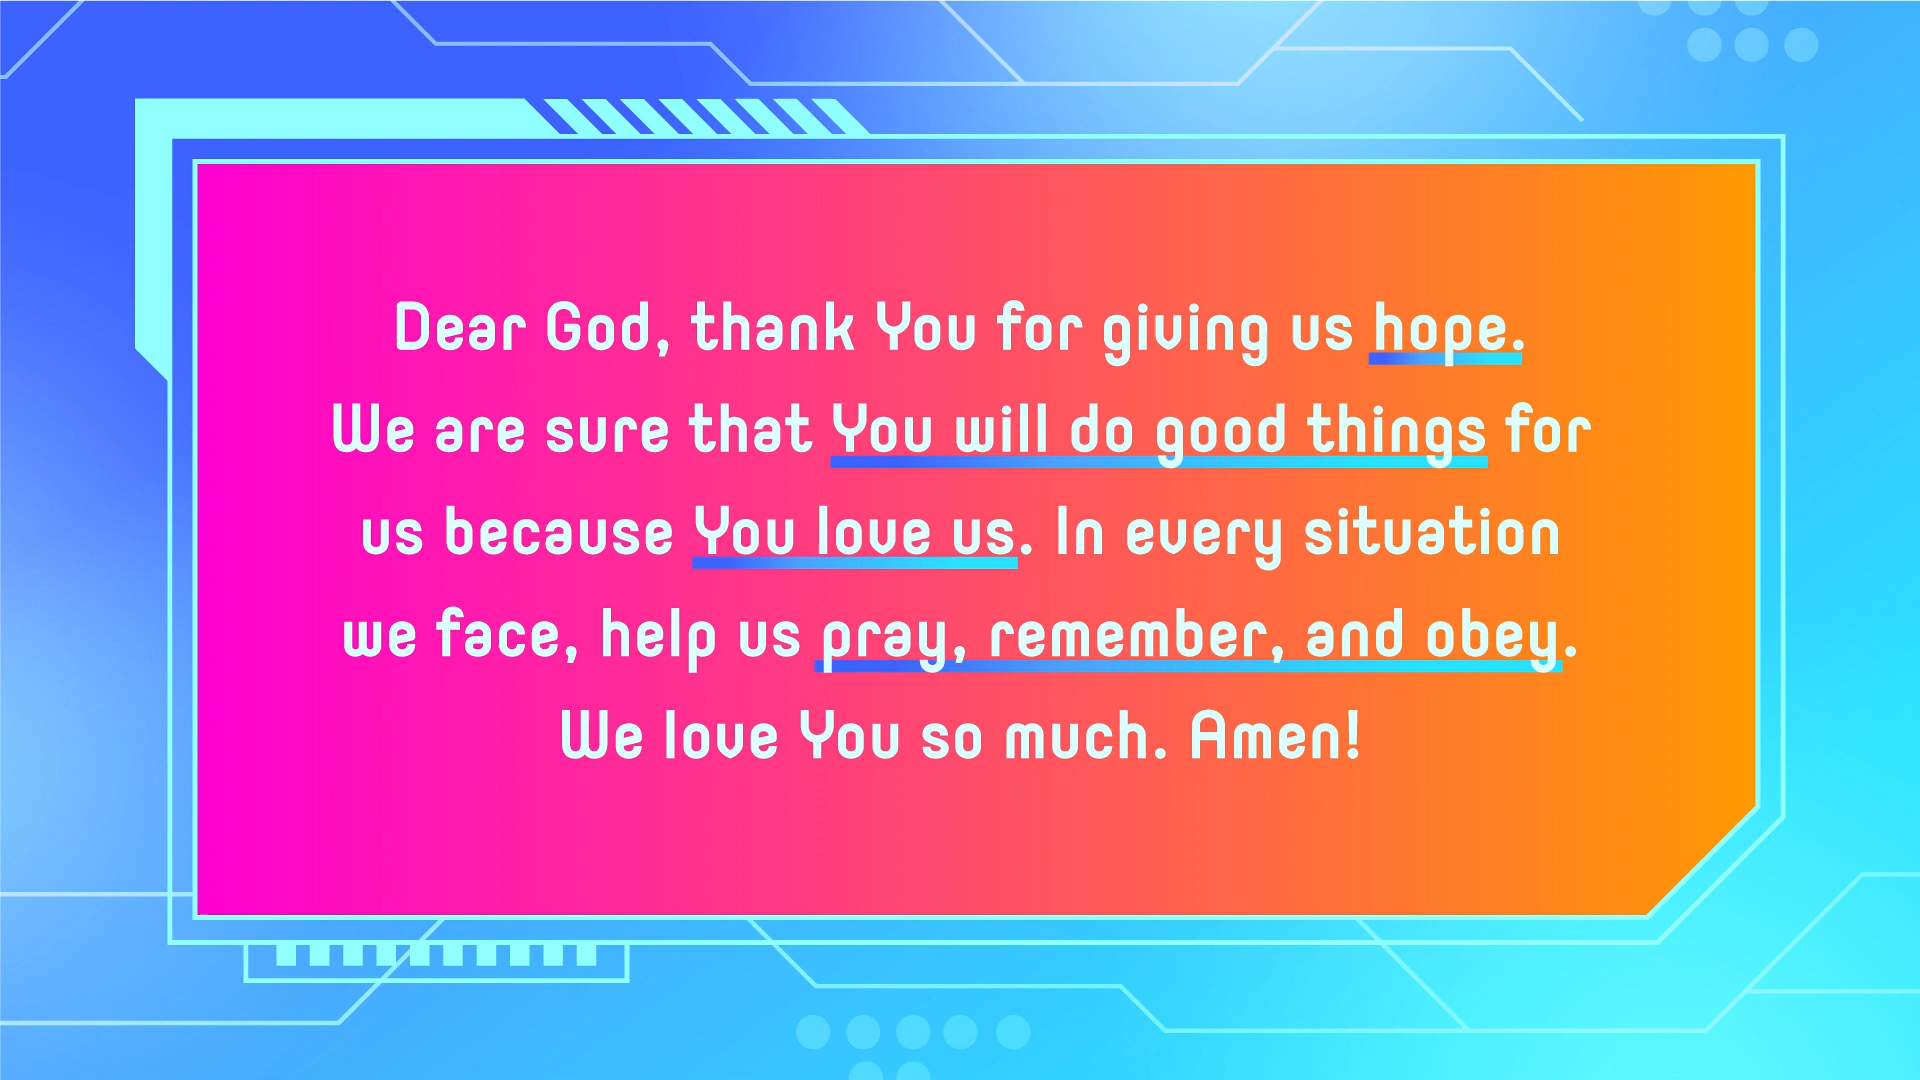 Dear God, thank You for giving us hope.
We are sure that You will do good things for
us because You love us. In every situation
we face, help us pray, remember, and obey.
We love You so much. Amen!